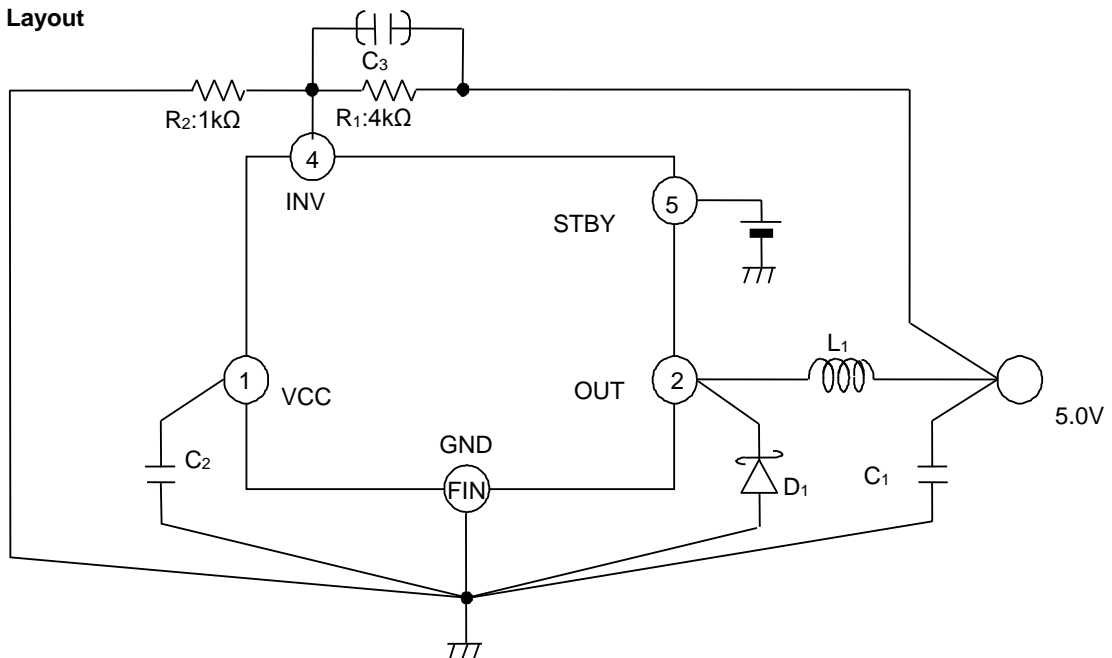 Layout
C₃
R₂:1kΩ
R₁:4kΩ
4
INV
5
STBY
L₁
1
VCC
OUT
2
5.0V
GND
C₂
FIN
D₁
C₁